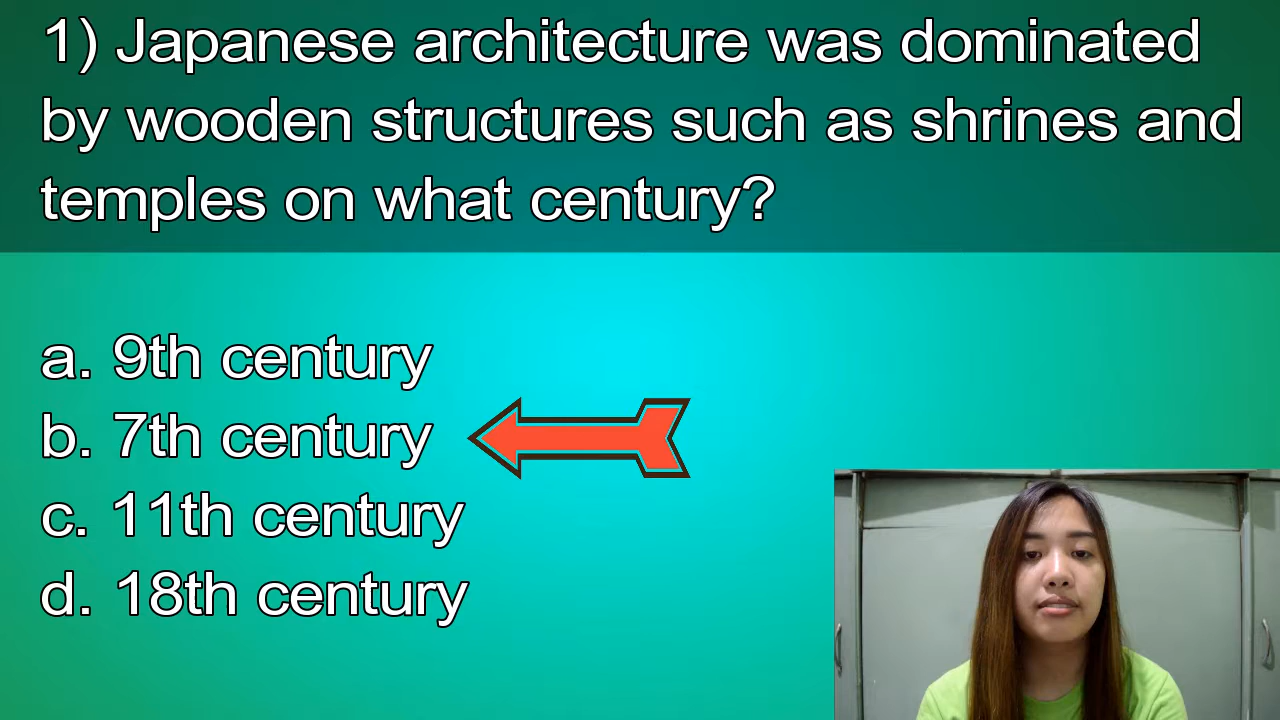 1) Japanese architecture was dominated
by wooden structures such as shrines and
temples on what century?
a. 9th century
b. 7th century
c. 11th century
d. 18th century